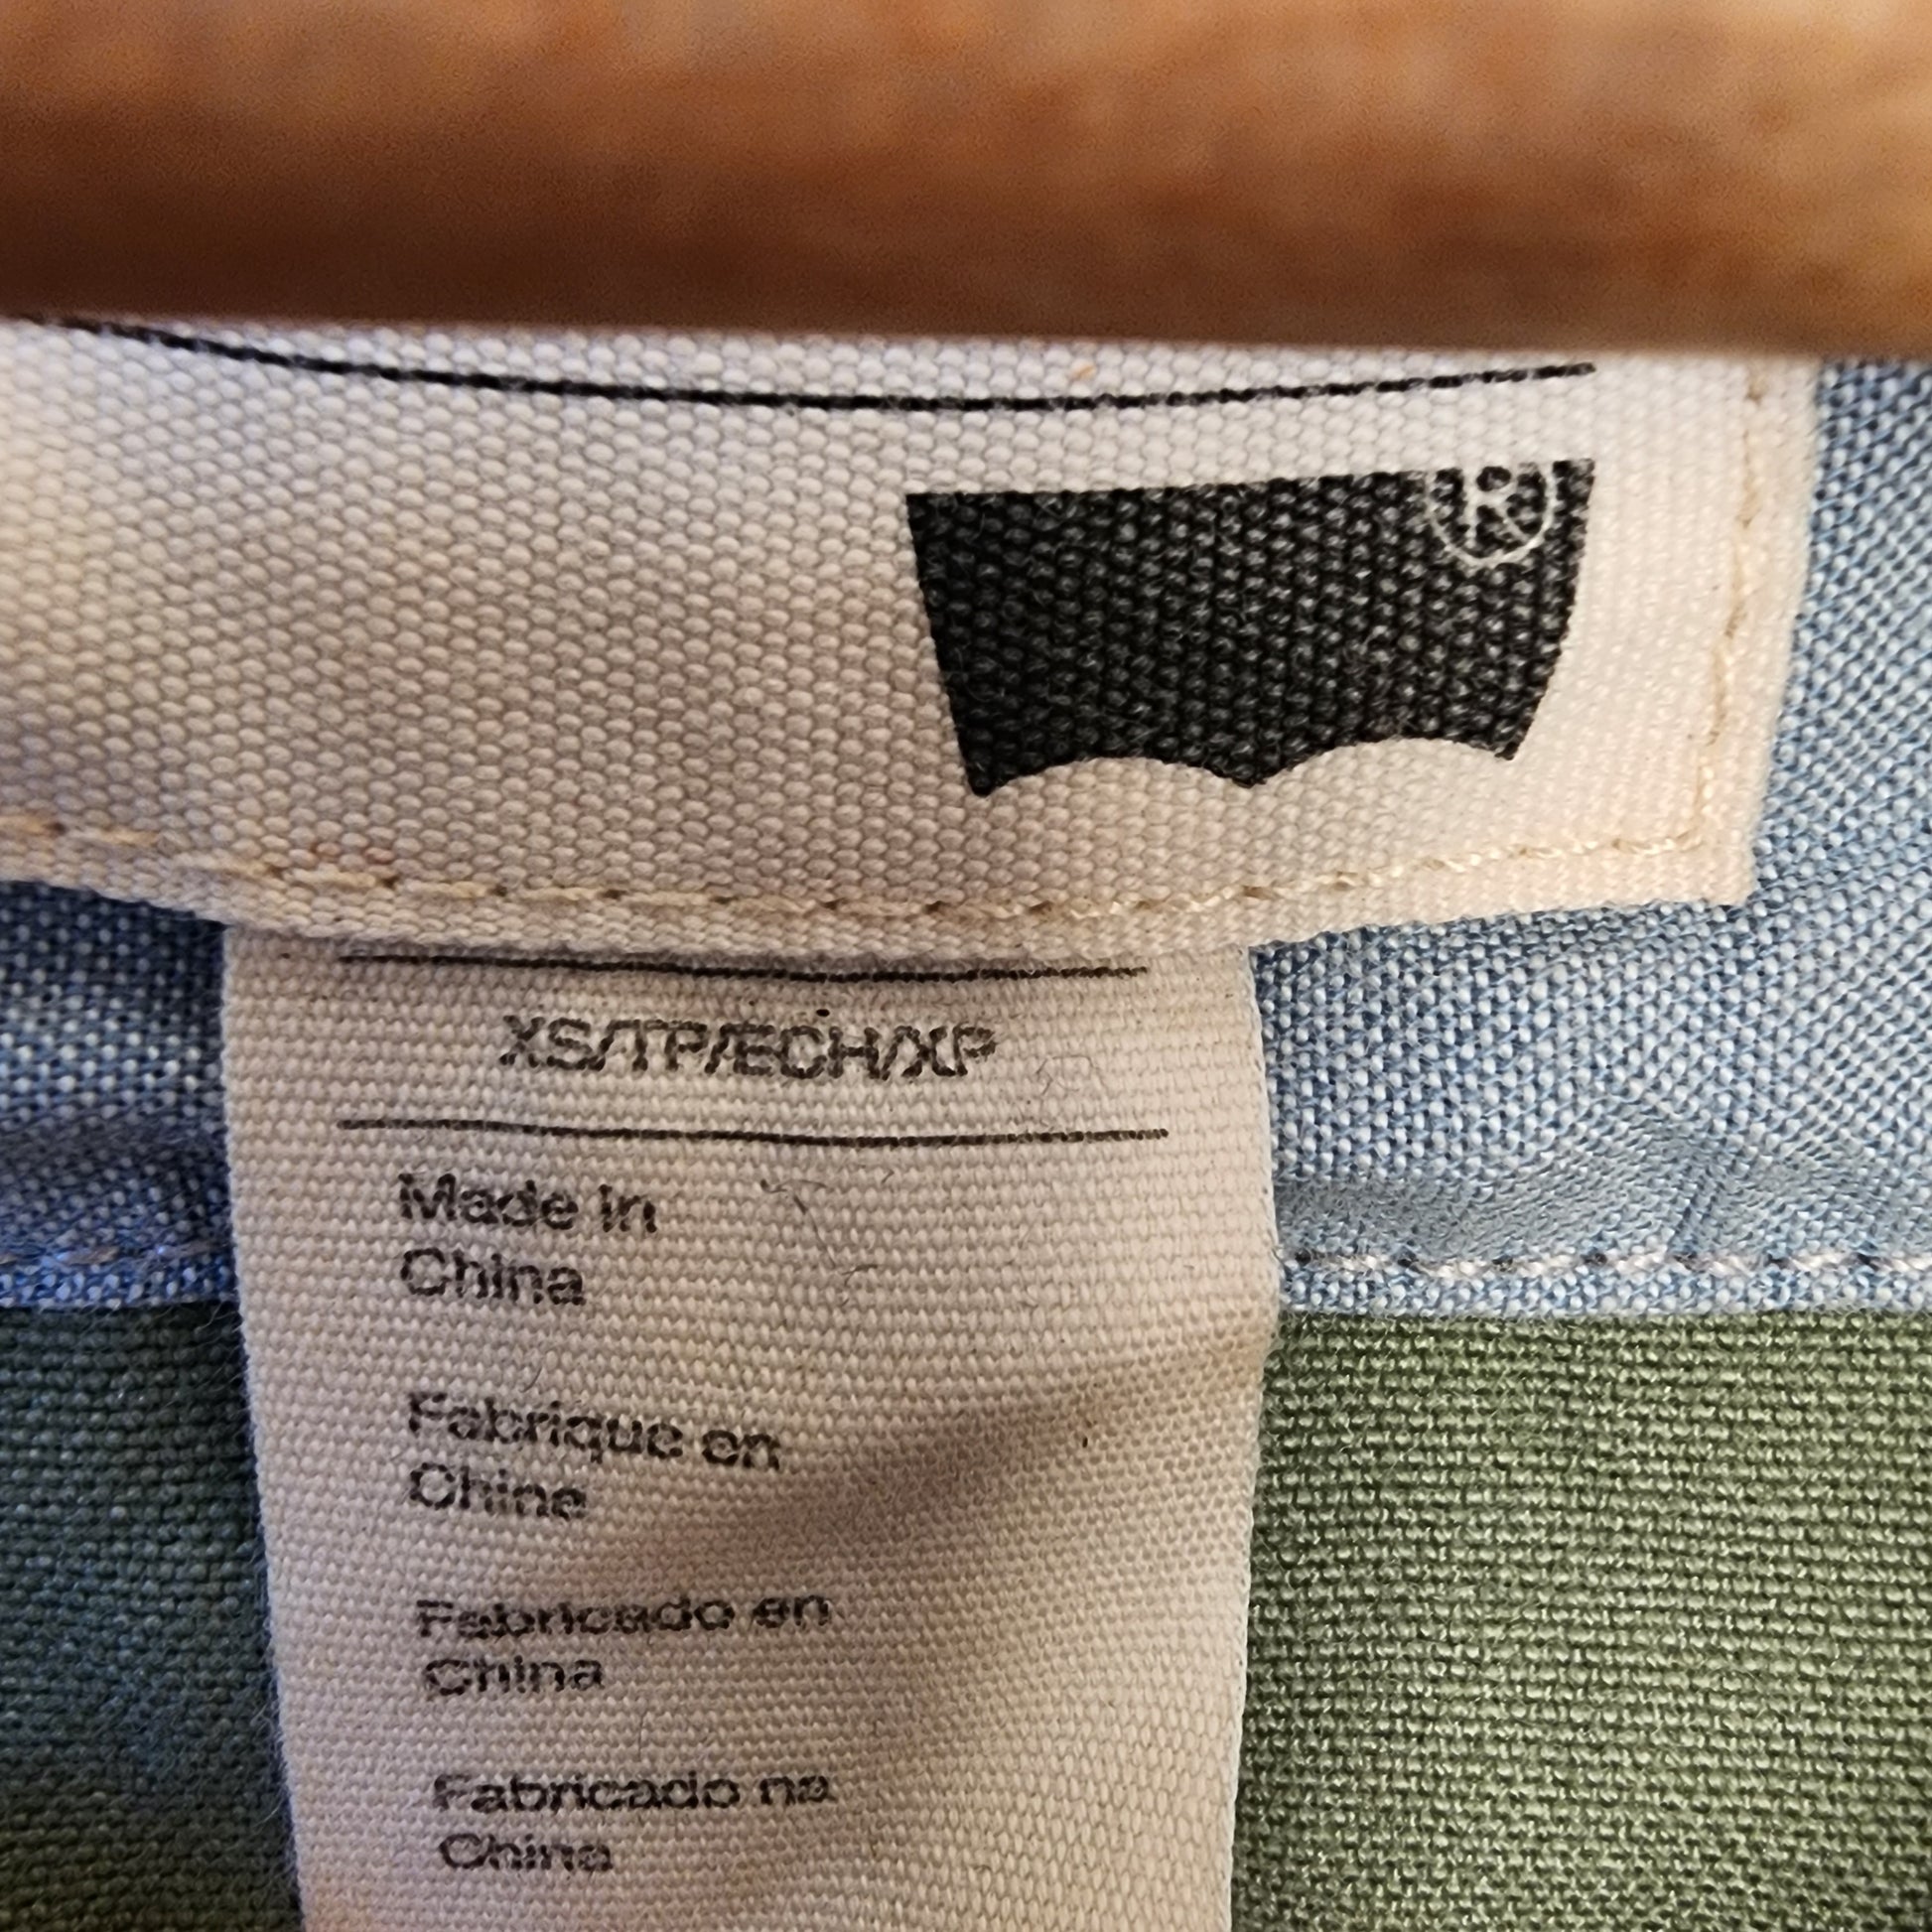 ®
XS/TP/ECH/XP
Made in
China
Fabrique en
Chine
Fabricado en
China
Fabricado na
China